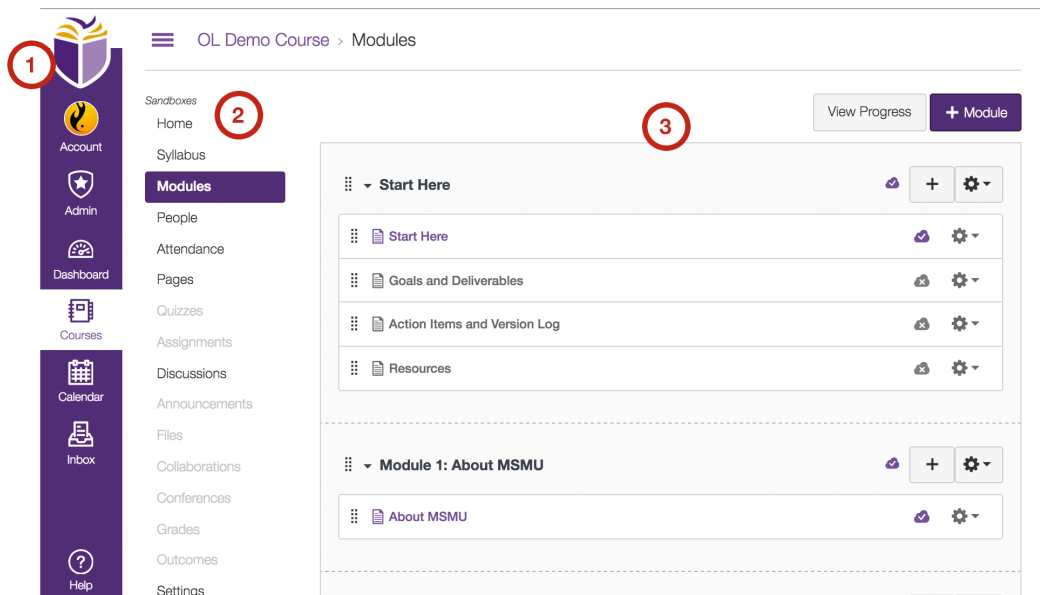 1
OL Demo Course > Modules
Sandboxes
2
3
View Progress
+ Module
Account
Admin
Dashboard
Courses
Calendar
Inbox
Help
Home
Syllabus
Modules
People
Attendance
Pages
Quizzes
Assignments
Discussions
Announcements
Files
Collaborations
Conferences
Grades
Outcomes
Settings
Start Here
Start Here
Goals and Deliverables
Action Items and Version Log
Resources
Module 1: About MSMU
About MSMU